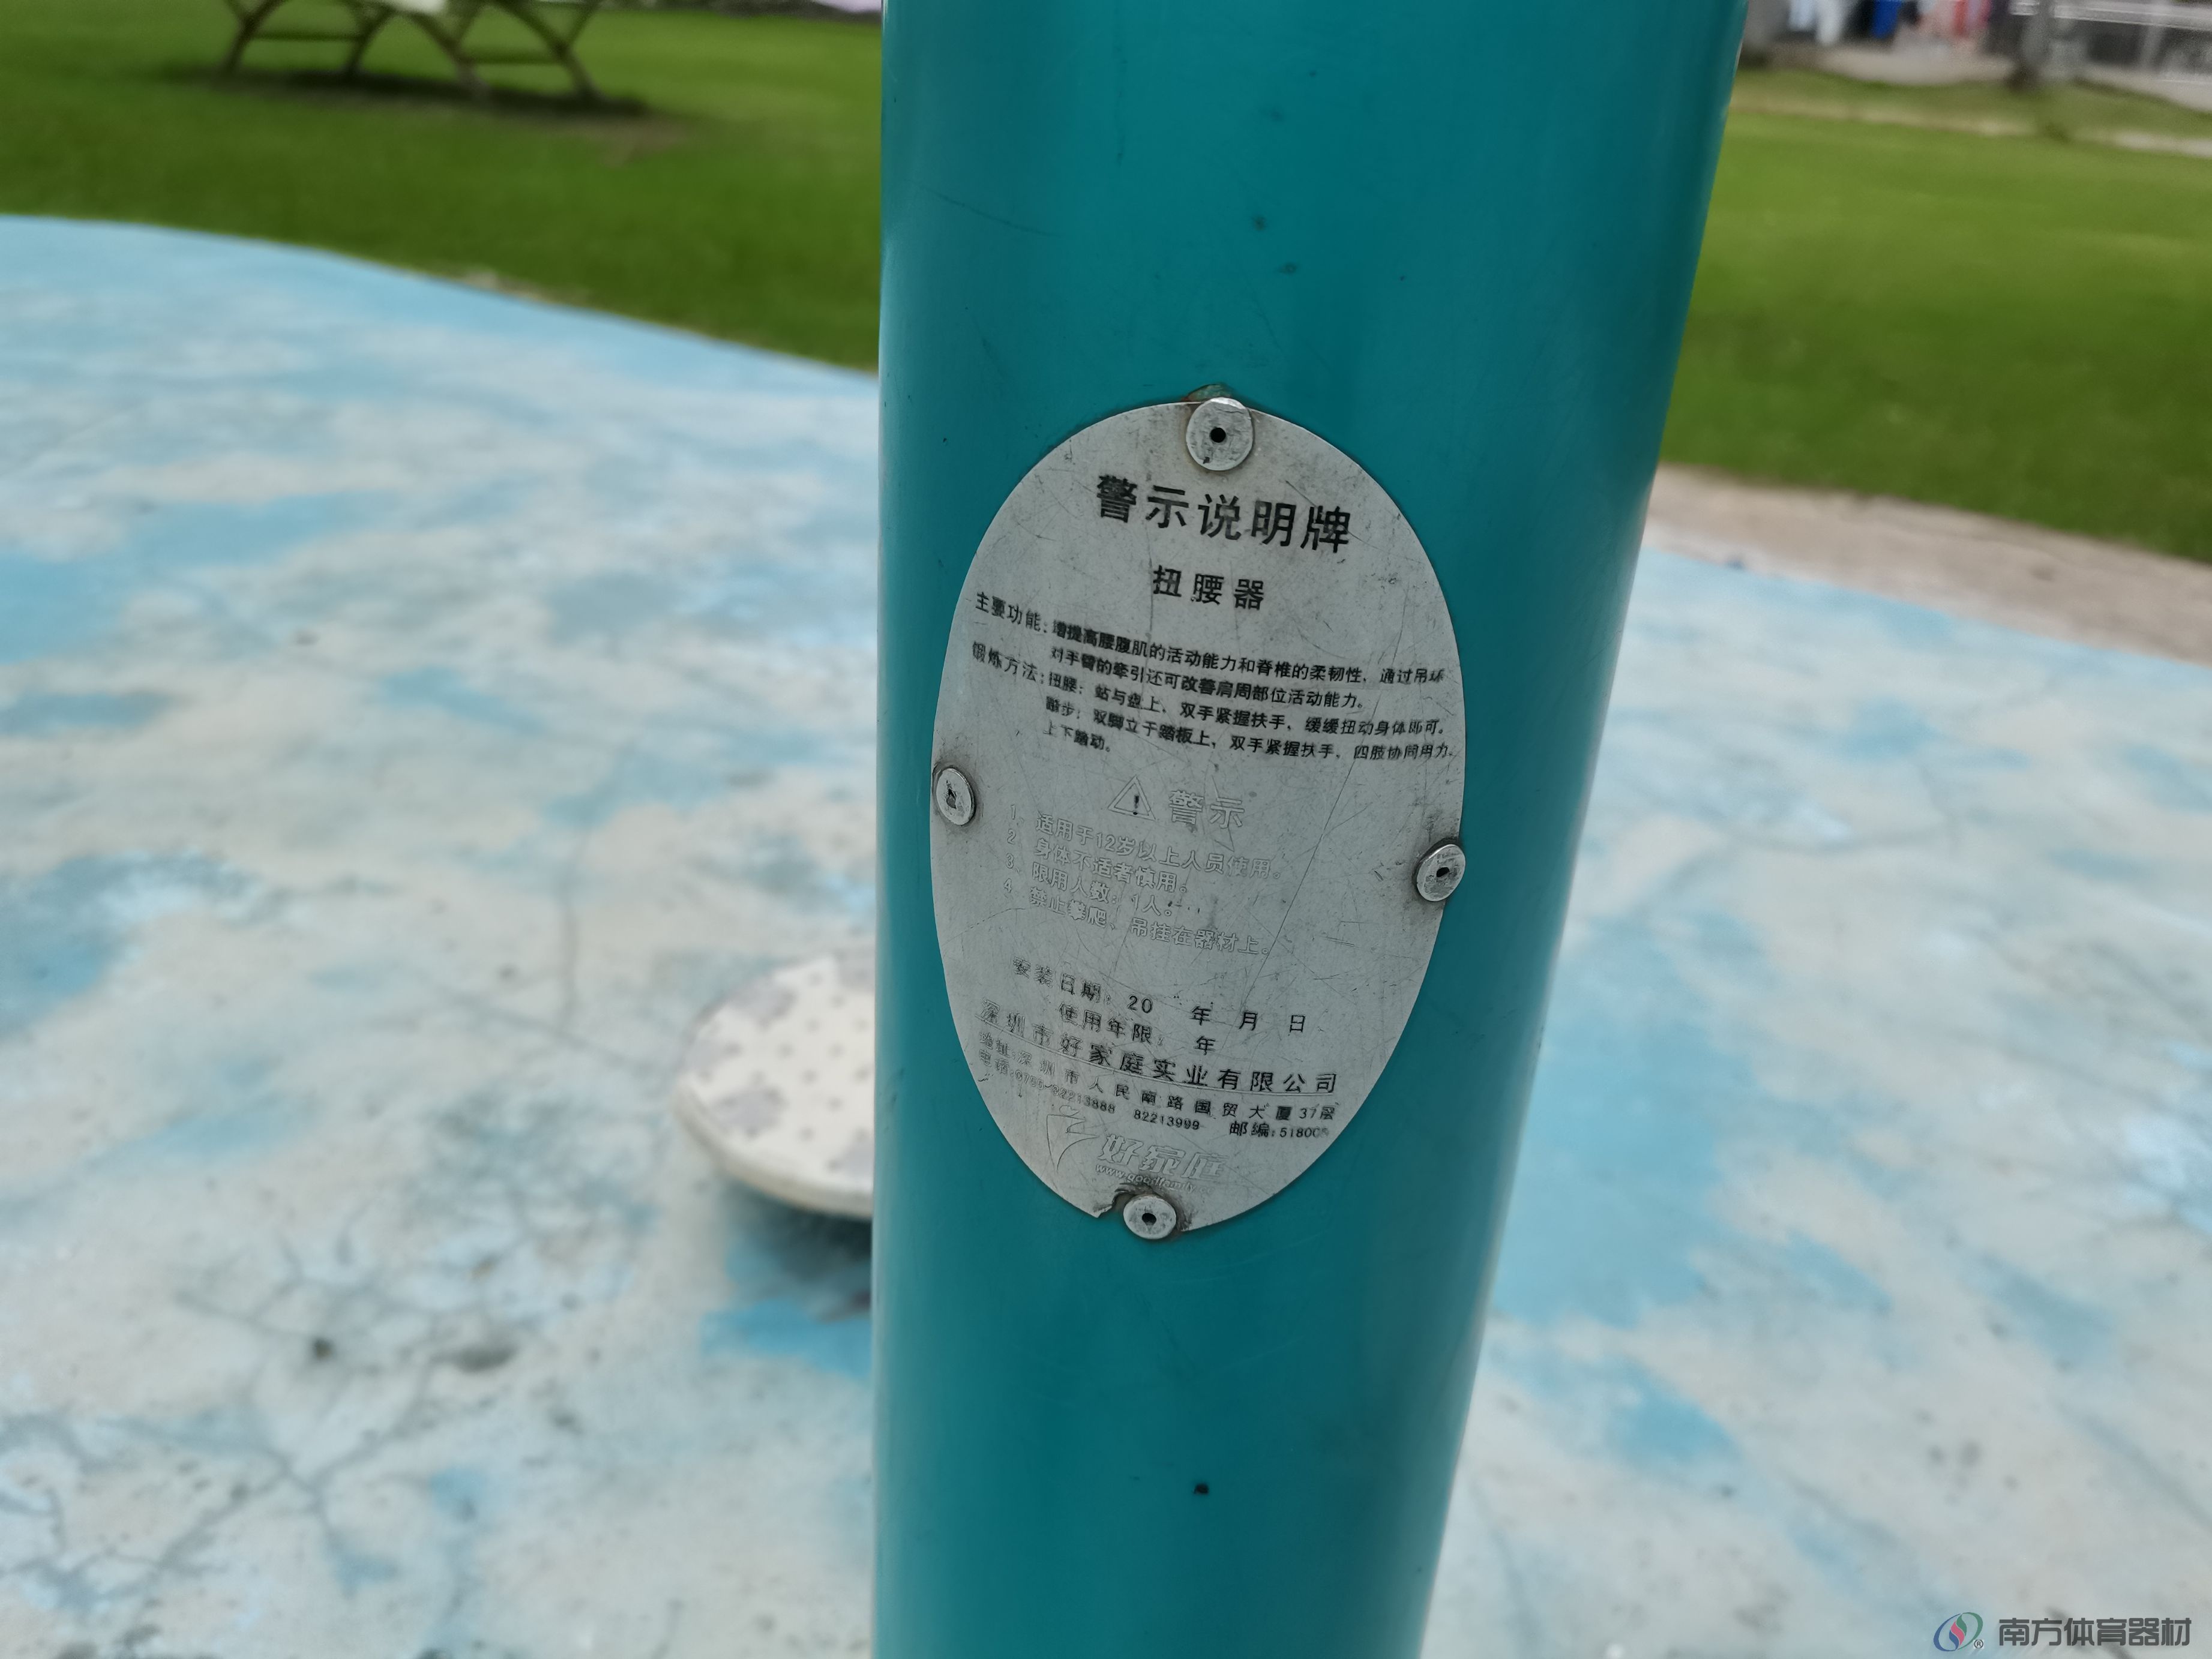 警示说明牌
扭腰器
主要功能：增提高腰腹肌的活动能力和脊椎的柔韧性，通过吊环
对手臂的牵引还可改善肩周部位活动能力。
锻炼方法：扭腰：站与盘上，双手紧握扶手，缓缓扭动身体即可。
散步：双脚立于踏板上，双手紧握扶手，四肢协同用力，
上下踏动。
警示
1、适用于12岁以上人员使用。
2、身体不适者慎用。
3、限用人数：1人。
4、禁止攀爬、吊挂在器材上。
安装日期：20 年 月 日
使用年限： 年
深圳市好家庭实业有限公司
地址：深圳市人民南路国贸大厦37层
电话：0755-82213888 82213999 邮编：51800
好家庭
www.goodfamily.c
南方体育器材